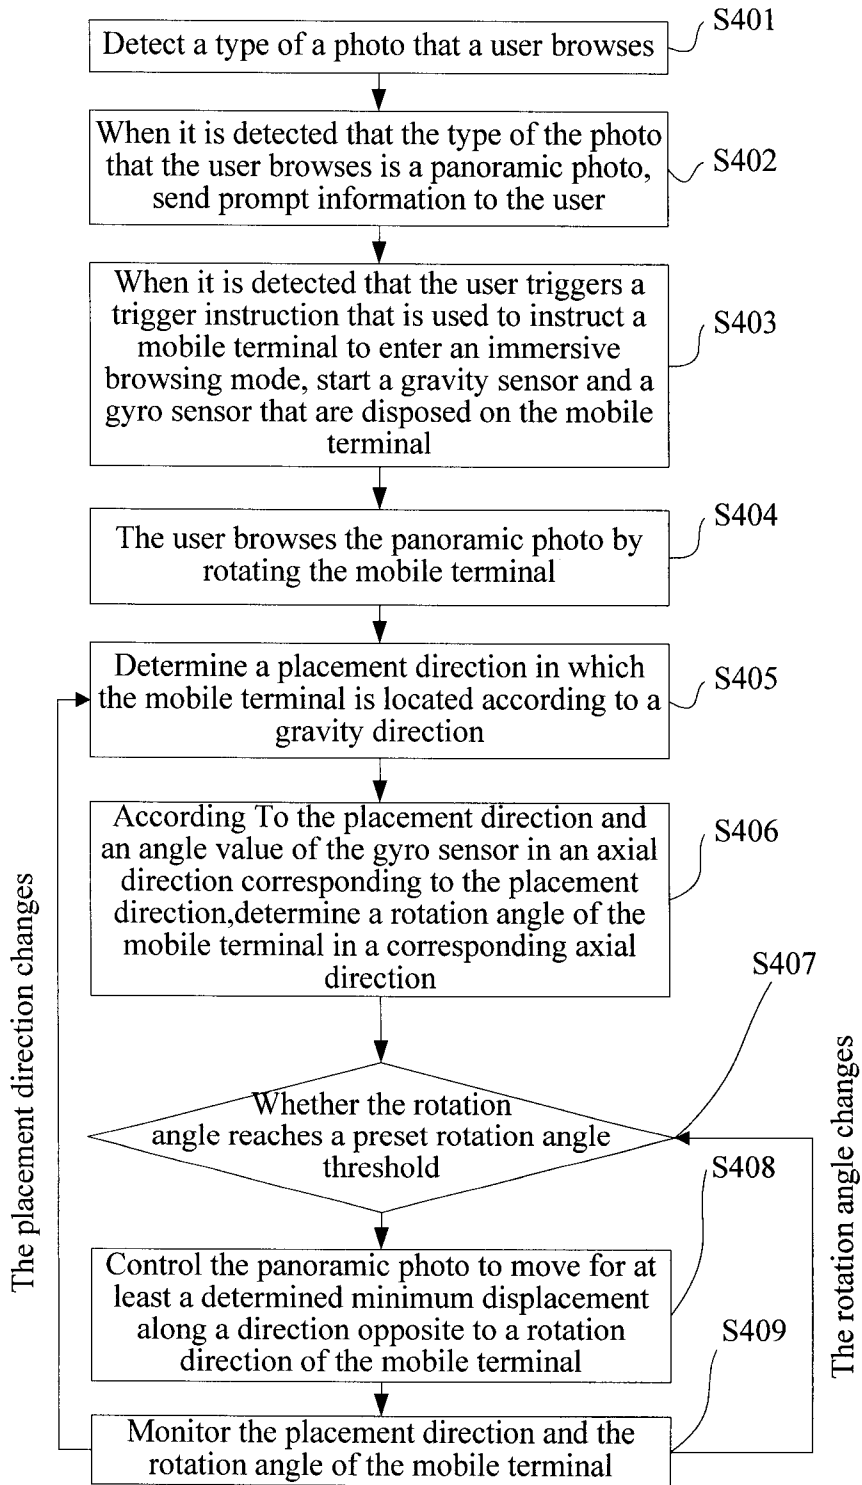 Detect a type of a photo that a user browses
S401
When it is detected that the type of the photo
that the user browses is a panoramic photo,
send prompt information to the user
S402
When it is detected that the user triggers a
trigger instruction that is used to instruct a
mobile terminal to enter an immersive
browsing mode, start a gravity sensor and a
gyro sensor that are disposed on the mobile
terminal
S403
The user browses the panoramic photo by
rotating the mobile terminal
S404
Determine a placement direction in which
the mobile terminal is located according to a
gravity direction
S405
According To the placement direction and
an angle value of the gyro sensor in an axial
direction corresponding to the placement
direction,determine a rotation angle of the
mobile terminal in a corresponding axial
direction
S406
Whether the rotation
angle reaches a preset rotation angle
threshold
S407
Control the panoramic photo to move for at
least a determined minimum displacement
along a direction opposite to a rotation
direction of the mobile terminal
S408
Monitor the placement direction and the
rotation angle of the mobile terminal
S409
The placement direction changes
The rotation angle changes